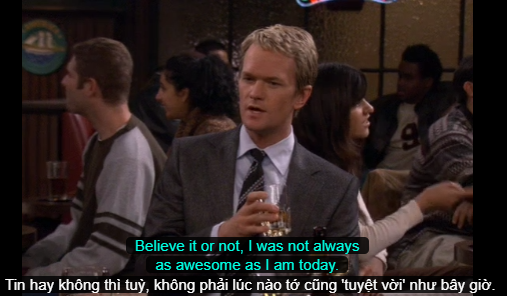 Believe it or not, I was not always
as awesome as I am today.
Tin hay không thì tuỳ, không phải lúc nào tớ cũng 'tuyệt vời' như bây giờ.